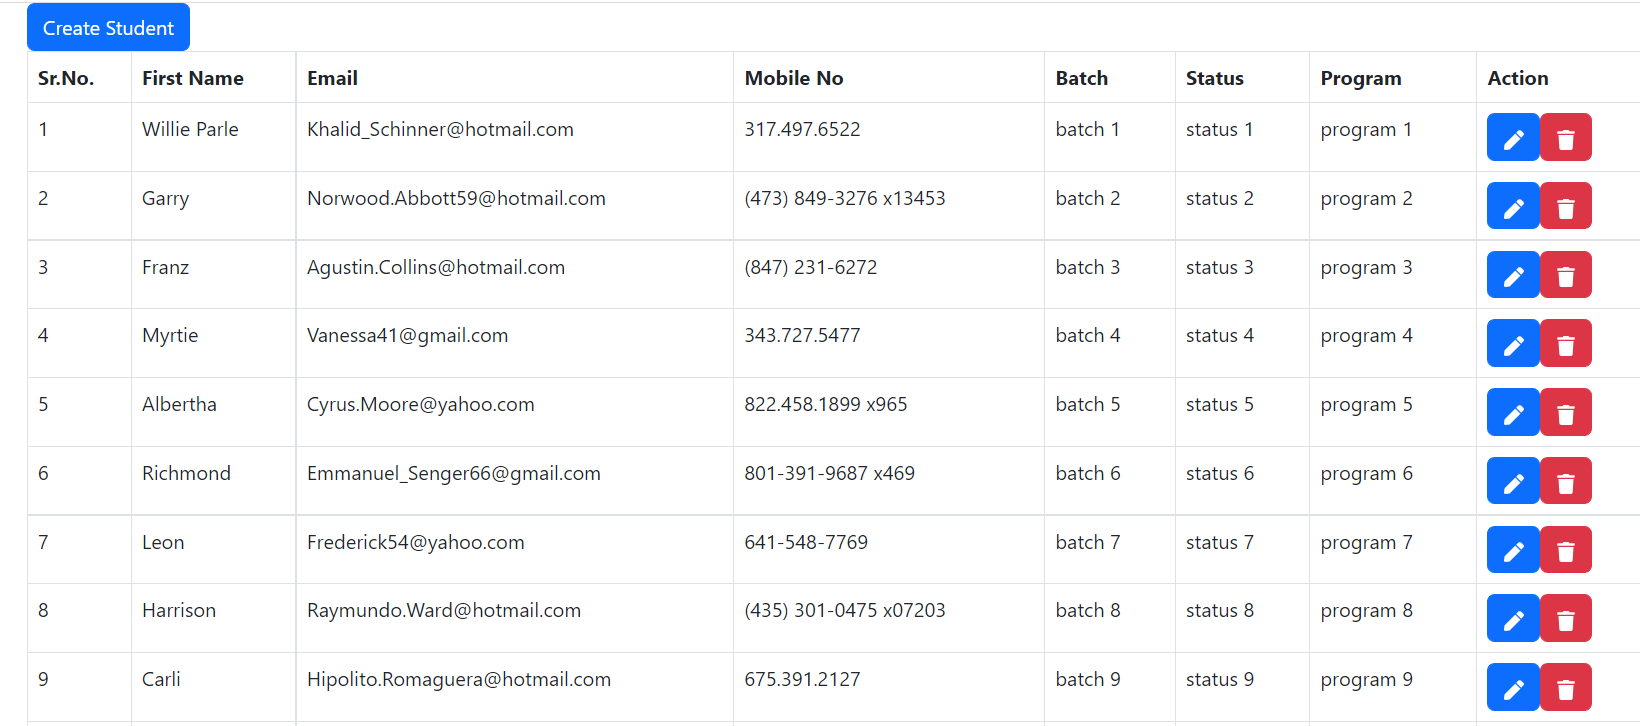 Create Student
Sr.No. First Name Email Mobile No Batch Status Program Action
1 Willie Parle Khalid_Schinner@hotmail.com 317.497.6522 batch 1 status 1 program 1
2 Garry Norwood.Abbott59@hotmail.com (473) 849-3276 x13453 batch 2 status 2 program 2
3 Franz Agustin.Collins@hotmail.com (847) 231-6272 batch 3 status 3 program 3
4 Myrtie Vanessa41@gmail.com 343.727.5477 batch 4 status 4 program 4
5 Albertha Cyrus.Moore@yahoo.com 822.458.1899 x965 batch 5 status 5 program 5
6 Richmond Emmanuel_Senger66@gmail.com 801-391-9687 x469 batch 6 status 6 program 6
7 Leon Frederick54@yahoo.com 641-548-7769 batch 7 status 7 program 7
8 Harrison Raymundo.Ward@hotmail.com (435) 301-0475 x07203 batch 8 status 8 program 8
9 Carli Hipolito.Romaguera@hotmail.com 675.391.2127 batch 9 status 9 program 9